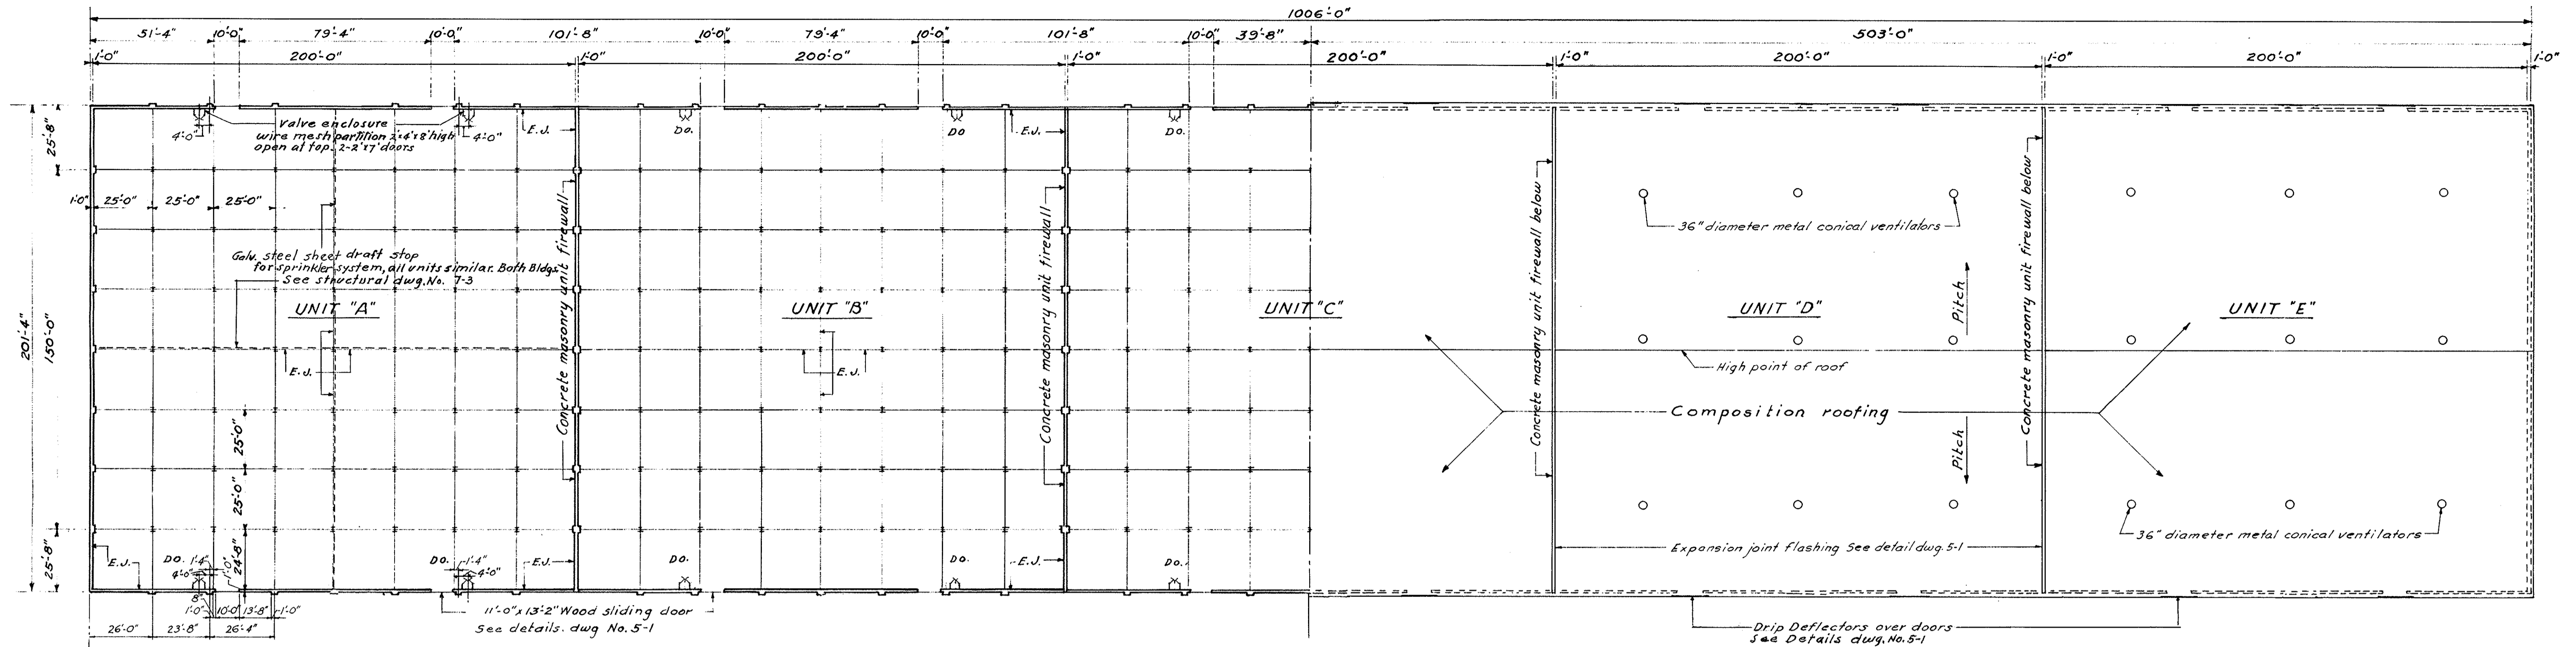 1006'-0"
51'-4" 10'-0" 79'-4" 10'-0" 101'-8" 10'-0" 79'-4" 10'-0" 101'-8" 10'-0" 39'-8" 503'-0"
1'-0" 200'-0" 1'-0" 200'-0" 1'-0" 200'-0" 1'-0" 200'-0" 1'-0" 200'-0" 1'-0"
25'-8"
valve enclosure
wire mesh partition 2'x4'x8' high
open at top. 2-2'x7' doors
4'-0"
4'-0"
E.J.
Do.
Do
E.J.
Do.
1'-0" 25'-0" 25'-0" 25'-0"
Galv. steel sheet draft stop
for sprinkler system, all units similar. Both Bldgs.
See structural dwg. No. 7-3
Concrete masonry unit firewall
Concrete masonry unit firewall
Concrete masonry unit firewall below
Concrete masonry unit firewall below
36" diameter metal conical ventilators
UNIT "A"
UNIT "B"
UNIT "C"
UNIT "D"
UNIT "E"
Pitch
201'-4"
150'-0"
E.J.
E.J.
High point of roof
Composition roofing
Pitch
25'-0"
25'-0"
24'-8"
25'-8"
36" diameter metal conical ventilators
Expansion joint flashing See detail dwg. 5-1
E.J.
Do. 1'-4"
4'-0"
1'-0"
Do. 1'-4"
4'-0"
E.J.
Do.
Do
E.J.
Do.
8"
1'-0" 10'-0" 13'-8" 1'-0"
26'-0" 23'-8" 26'-4"
11'-0" x 13'-2" Wood sliding door
See details. dwg No. 5-1
Drip Deflectors over doors
See Details dwg. No. 5-1